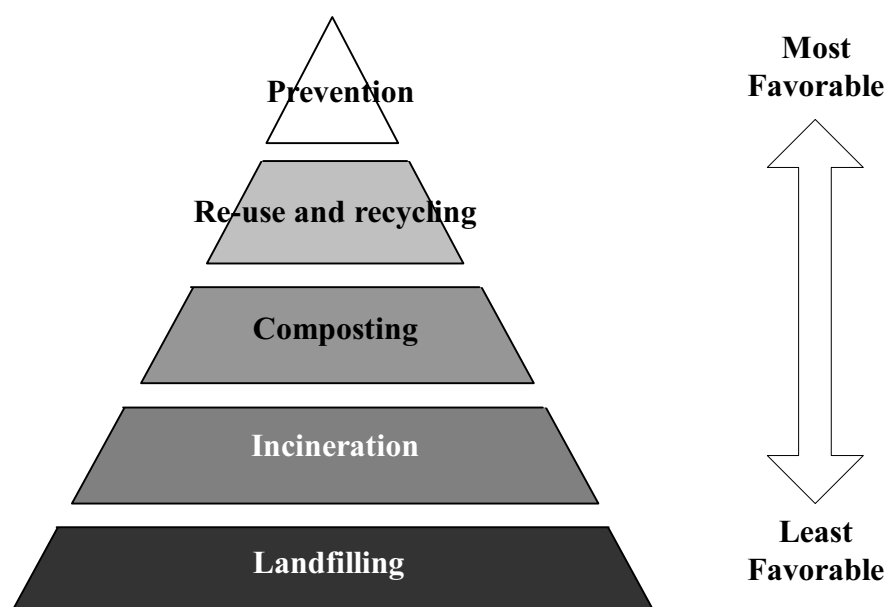 Prevention
Re-use and recycling
Composting
Incineration
Landfilling
Most
Favorable
Least
Favorable